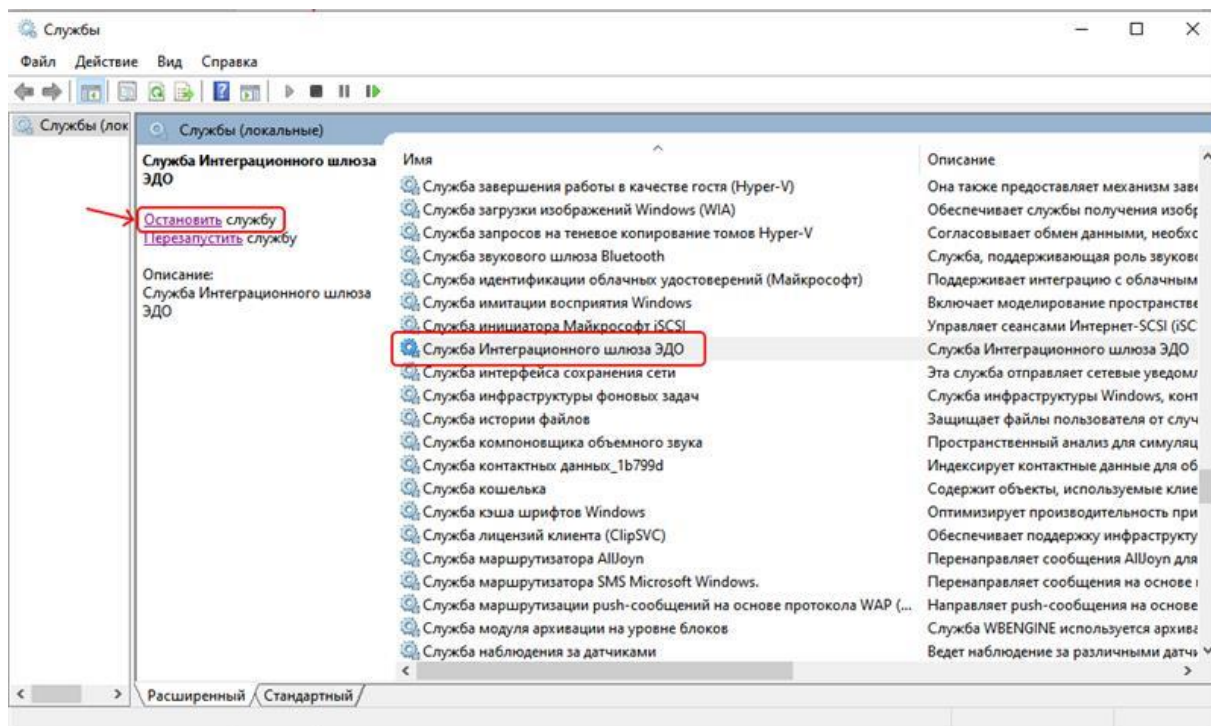 Службы
Файл Действие Вид Справка
Службы (лок
Службы (локальные)
Служба Интеграционного шлюза
ЭДО
Остановить службу
Перезапустить службу
Описание:
Служба Интеграционного шлюза
ЭДО
Имя Описание
Служба завершения работы в качестве гостя (Hyper-V) Она также предоставляет механизм заве
Служба загрузки изображений Windows (WIA) Обеспечивает службы получения изобр
Служба запросов на теневое копирование томов Hyper-V Согласовывает обмен данными, необхс
Служба звукового шлюза Bluetooth Служба, поддерживающая роль звуково
Служба идентификации облачных удостоверений (Майкрософт) Поддерживает интеграцию с облачным
Служба имитации восприятия Windows Включает моделирование пространстве
Служба инициатора Майкрософт iSCSI Управляет сеансами Интернет-SCSI (iSC
Служба Интеграционного шлюза ЭДО Служба Интеграционного шлюза ЭДО
Служба интерфейса сохранения сети Эта служба отправляет сетевые уведомл
Служба инфраструктуры фоновых задач Служба инфраструктуры Windows, конт
Служба истории файлов Защищает файлы пользователя от случ
Служба компоновщика объемного звука Пространственный анализ для симуляц
Служба контактных данных_1b799d Индексирует контактные данные для об
Служба кошелька Содержит объекты, используемые клие
Служба кэша шрифтов Windows Оптимизирует производительность при
Служба лицензий клиента (ClipSVC) Обеспечивает поддержку инфраструкту
Служба маршрутизатора AllJoyn Перенаправляет сообщения AllJoyn для
Служба маршрутизатора SMS Microsoft Windows. Перенаправляет сообщения на основе
Служба маршрутизации push-сообщений на основе протокола WAP (... Направляет push-сообщения на основе
Служба модуля архивации на уровне блоков Служба WBENGINE используется архива
Служба наблюдения за датчиками Ведет наблюдение за различными датчи
Расширенный Стандартный